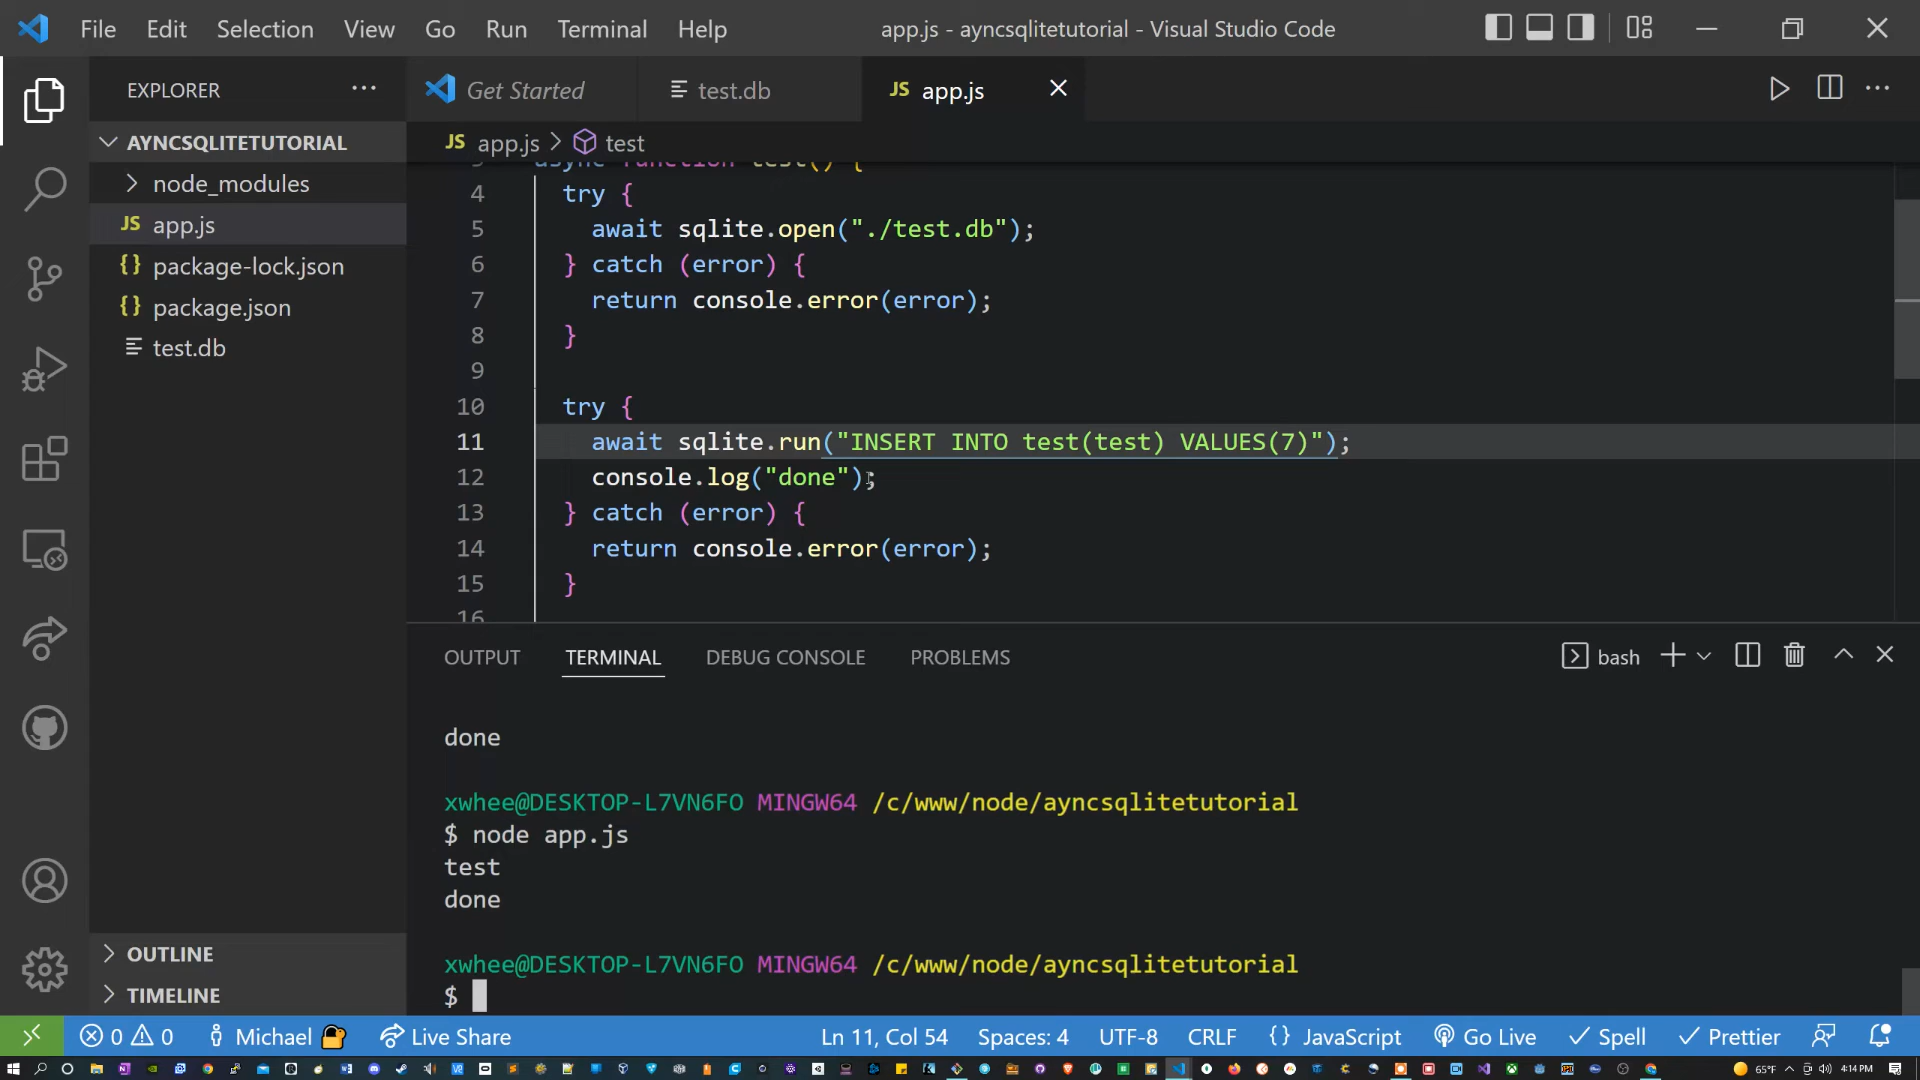 File Edit Selection View Go Run Terminal Help
app.js - ayncsqlitetutorial - Visual Studio Code
EXPLORER
AYNCSQLITETUTORIAL
node_modules
JS app.js
{} package-lock.json
{} package.json
test.db
OUTLINE
TIMELINE
Get Started
test.db
JS app.js
JS app.js > test
3 async function test() {
4 try {
5 await sqlite.open("./test.db");
6 } catch (error) {
7 return console.error(error);
8 }
9
10 try {
11 await sqlite.run("INSERT INTO test(test) VALUES(7)");
12 console.log("done");
13 } catch (error) {
14 return console.error(error);
15 }
16
OUTPUT TERMINAL DEBUG CONSOLE PROBLEMS
bash
done
xwhee@DESKTOP-L7VN6FO MINGW64 /c/www/node/ayncsqlitetutorial
$ node app.js
test
done
xwhee@DESKTOP-L7VN6FO MINGW64 /c/www/node/ayncsqlitetutorial
$
0 0 Michael Live Share Ln 11, Col 54 Spaces: 4 UTF-8 CRLF {} JavaScript Go Live Spell Prettier
65°F 4:14 PM